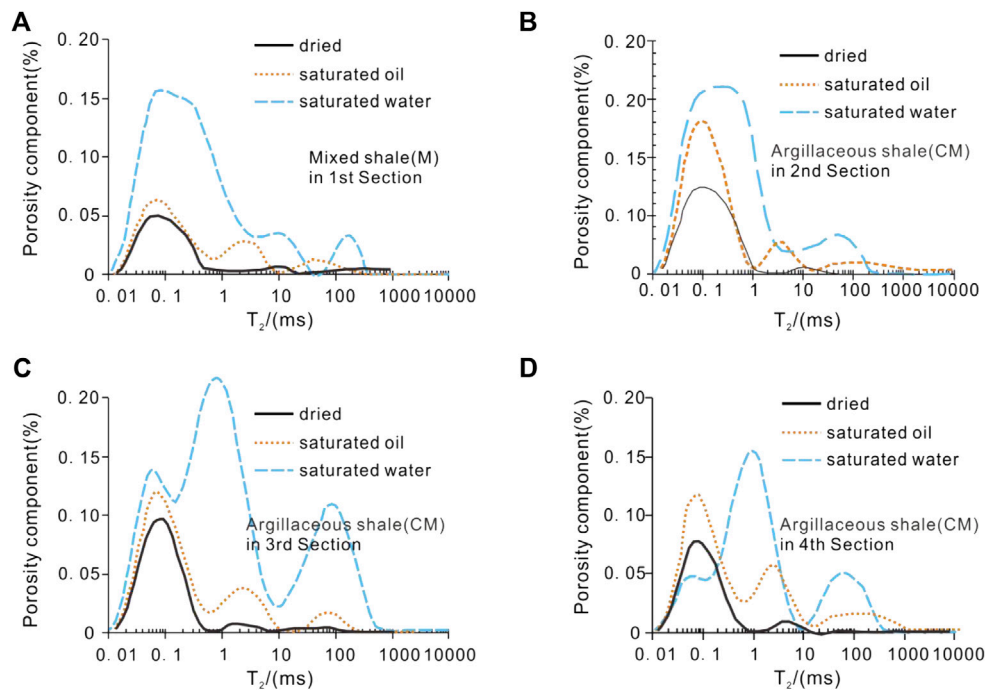 A
Porosity component(%)
0. 20
0. 15
0. 10
0. 05
0
dried
saturated oil
saturated water
Mixed shale(M)
in 1st Section
0. 01 0. 1 1 10 100 1000 10000
T2/(ms)
B
Porosity component(%)
0. 20
0. 20
0. 15
0. 10
0
dried
saturated oil
saturated water
Argillaceous shale(CM)
in 2nd Section
0. 01 0. 1 1 10 100 1000 10000
T2/(ms)
C
Porosity component(%)
0. 20
0. 15
0. 10
0. 05
0
dried
saturated oil
saturated water
Argillaceous shale(CM)
in 3rd Section
0. 01 0. 1 1 10 100 1000 10000
T2/(ms)
D
Porosity component(%)
0. 20
0. 15
0. 10
0. 05
0
dried
saturated oil
saturated water
Argillaceous shale(CM)
in 4th Section
0. 01 0. 1 1 10 100 1000 10000
T2/(ms)